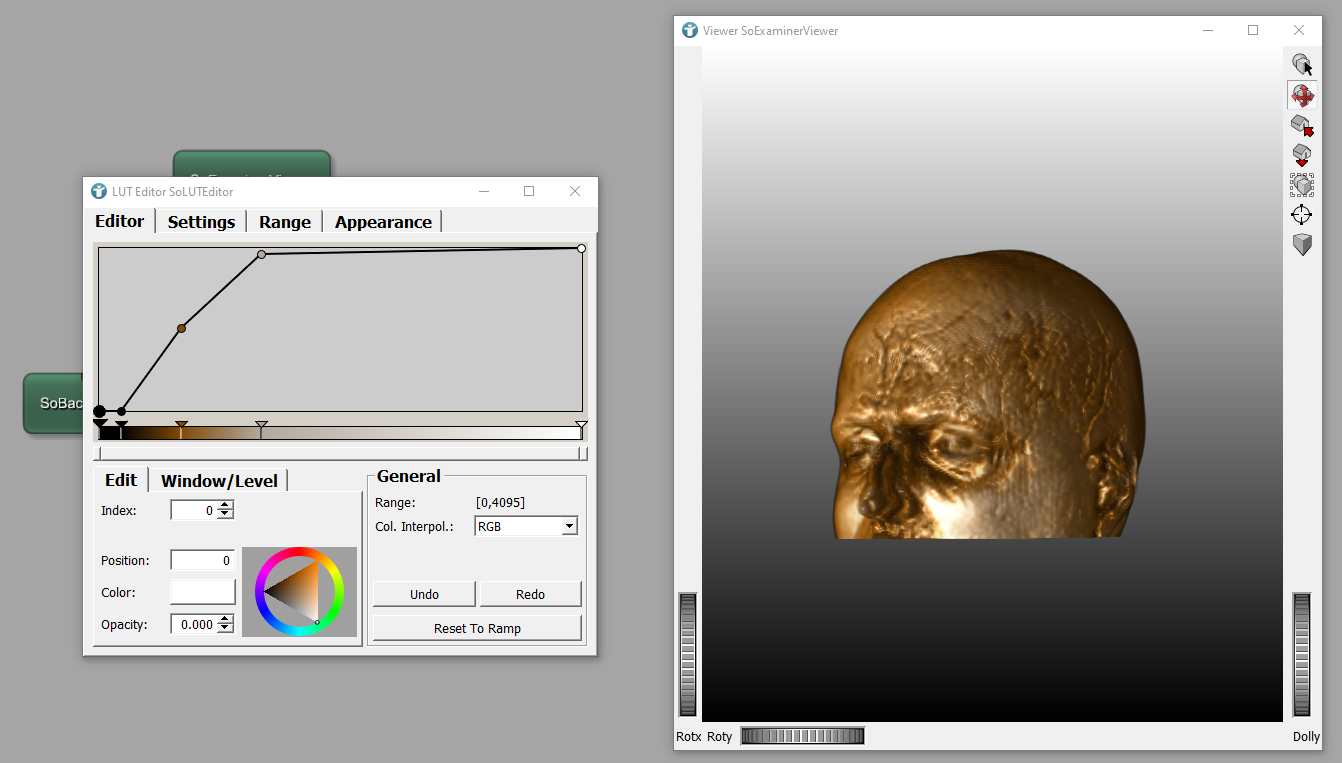 Viewer SoExaminerViewer
LUT Editor SoLUTEditor
Editor Settings Range Appearance
SoBac
Edit Window/Level
General
Index: 0
Range: [0,4095]
Col. Interpol.: RGB
Position: 0
Color:
Undo Redo
Opacity: 0.000
Reset To Ramp
Rotx Roty
Dolly